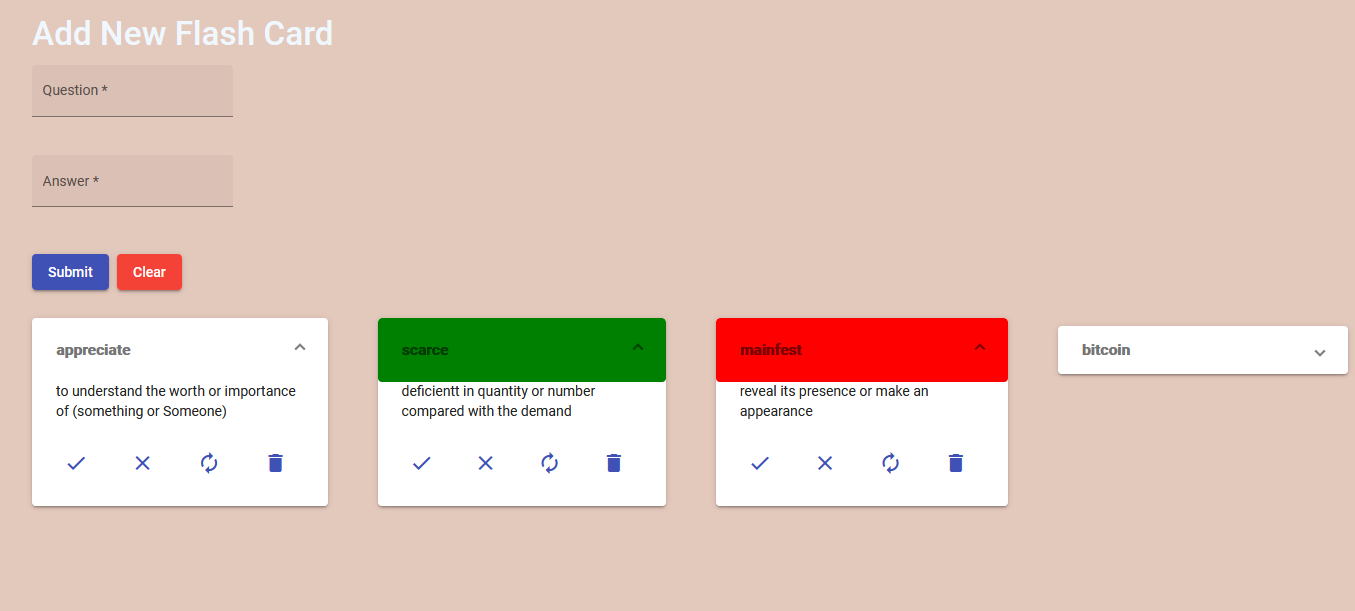 Add New Flash Card
Question *
Answer *
Submit
Clear
appreciate
to understand the worth or importance
of (something or Someone)
scarce
deficientt in quantity or number
compared with the demand
mainfest
reveal its presence or make an
appearance
bitcoin